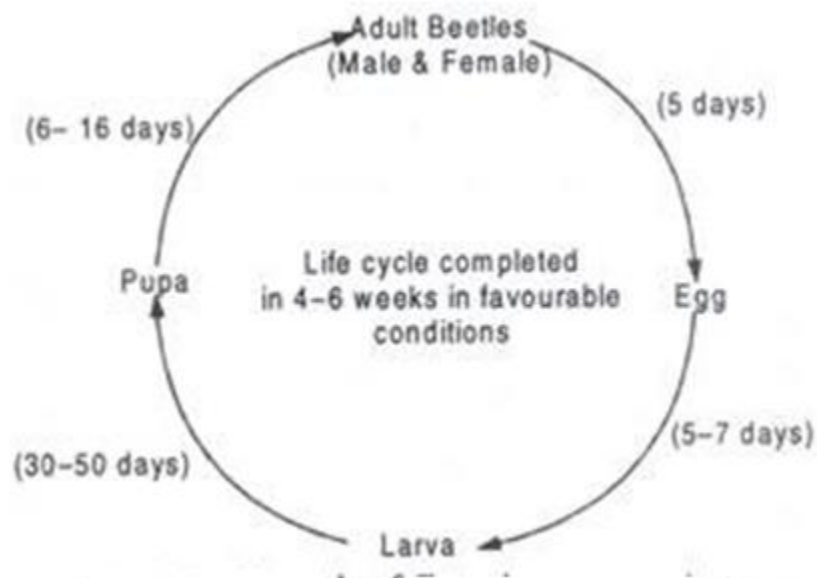 Adult Beetles
(Male & Female)
(5 days)
(6– 16 days)
Life cycle completed
in 4–6 weeks in favourable
conditions
Pupa
Egg
(5–7 days)
(30–50 days)
Larva